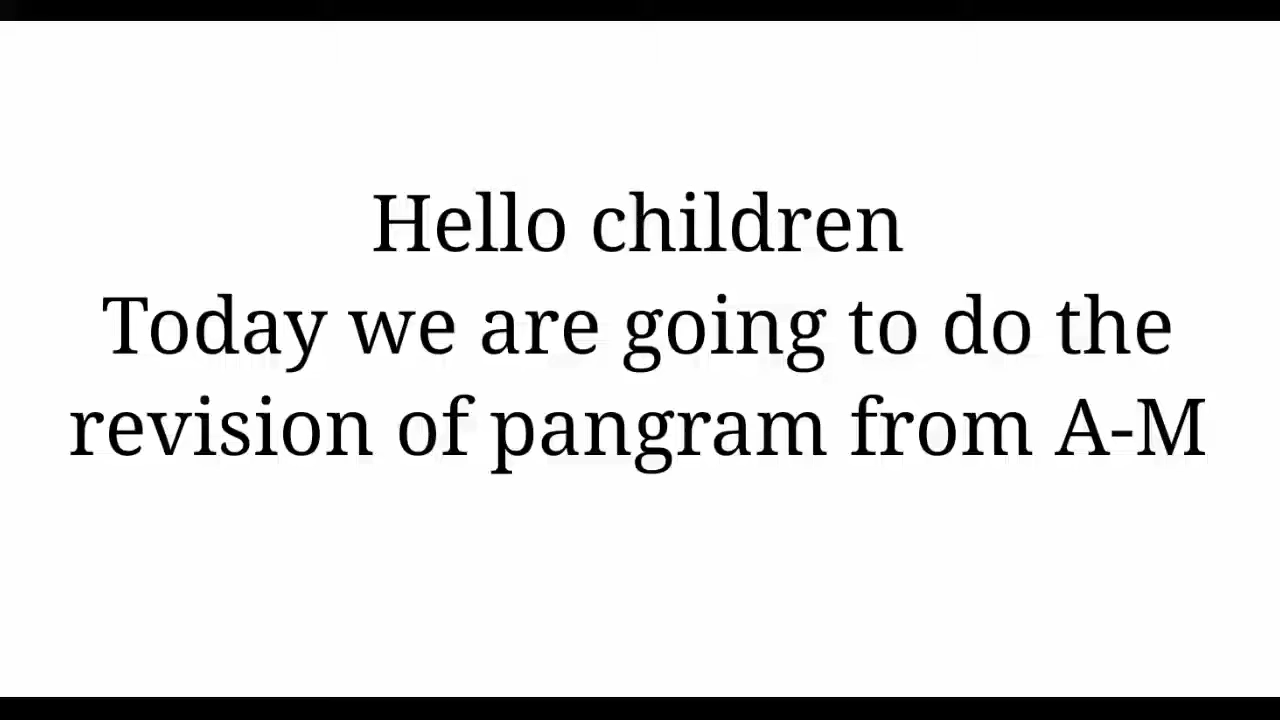 Hello children
Today we are going to do the
revision of pangram from A-M